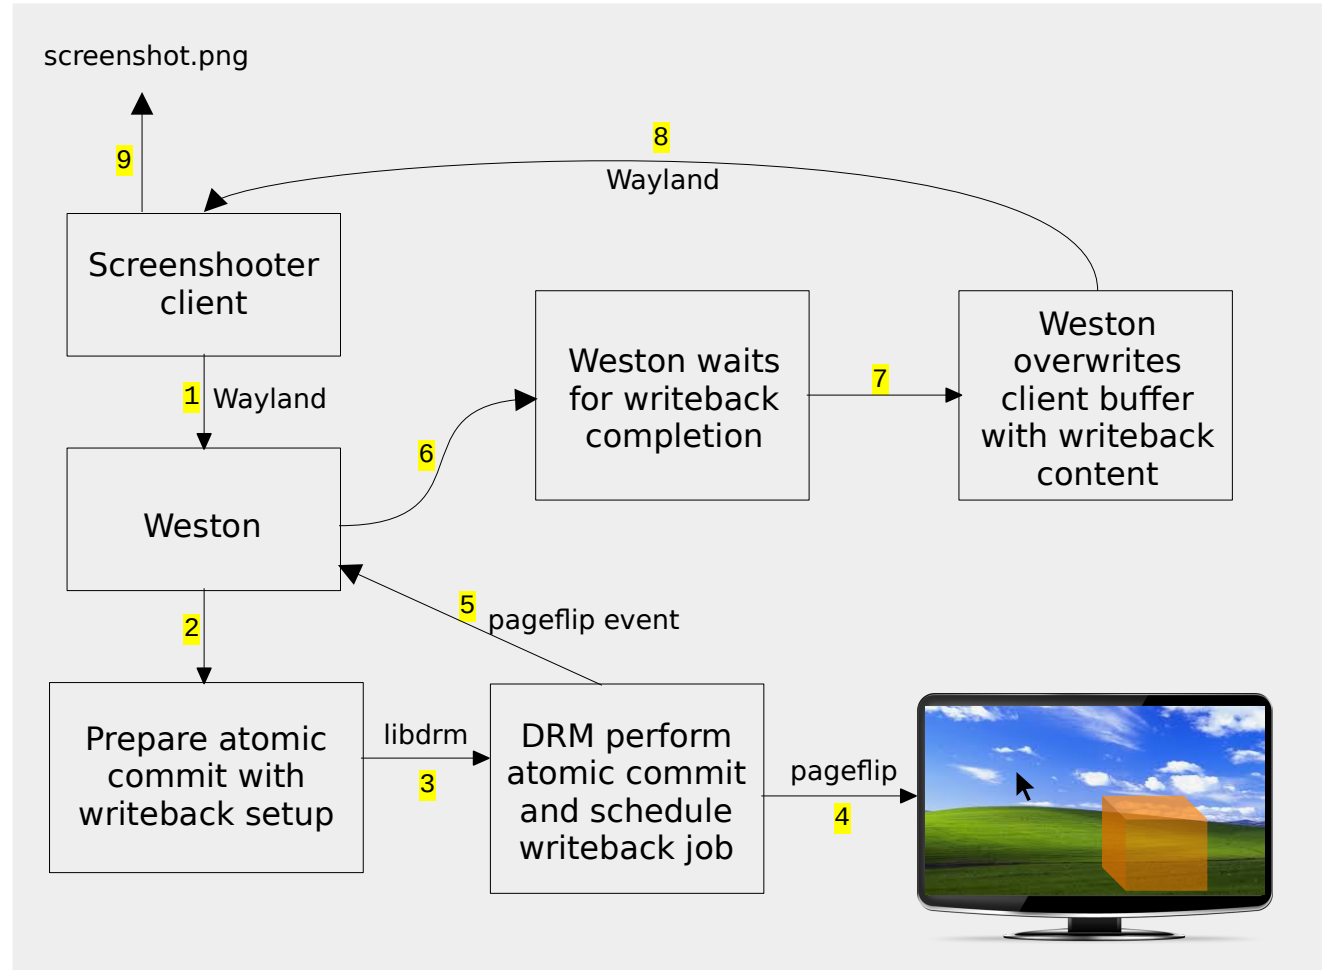 screenshot.png
9
8
Wayland
Screenshooter
client
1 Wayland
Weston waits
for writeback
completion
7
Weston
overwrites
client buffer
with writeback
content
6
Weston
2
5 pageflip event
Prepare atomic
commit with
writeback setup
libdrm
3
DRM perform
atomic commit
and schedule
writeback job
pageflip
4